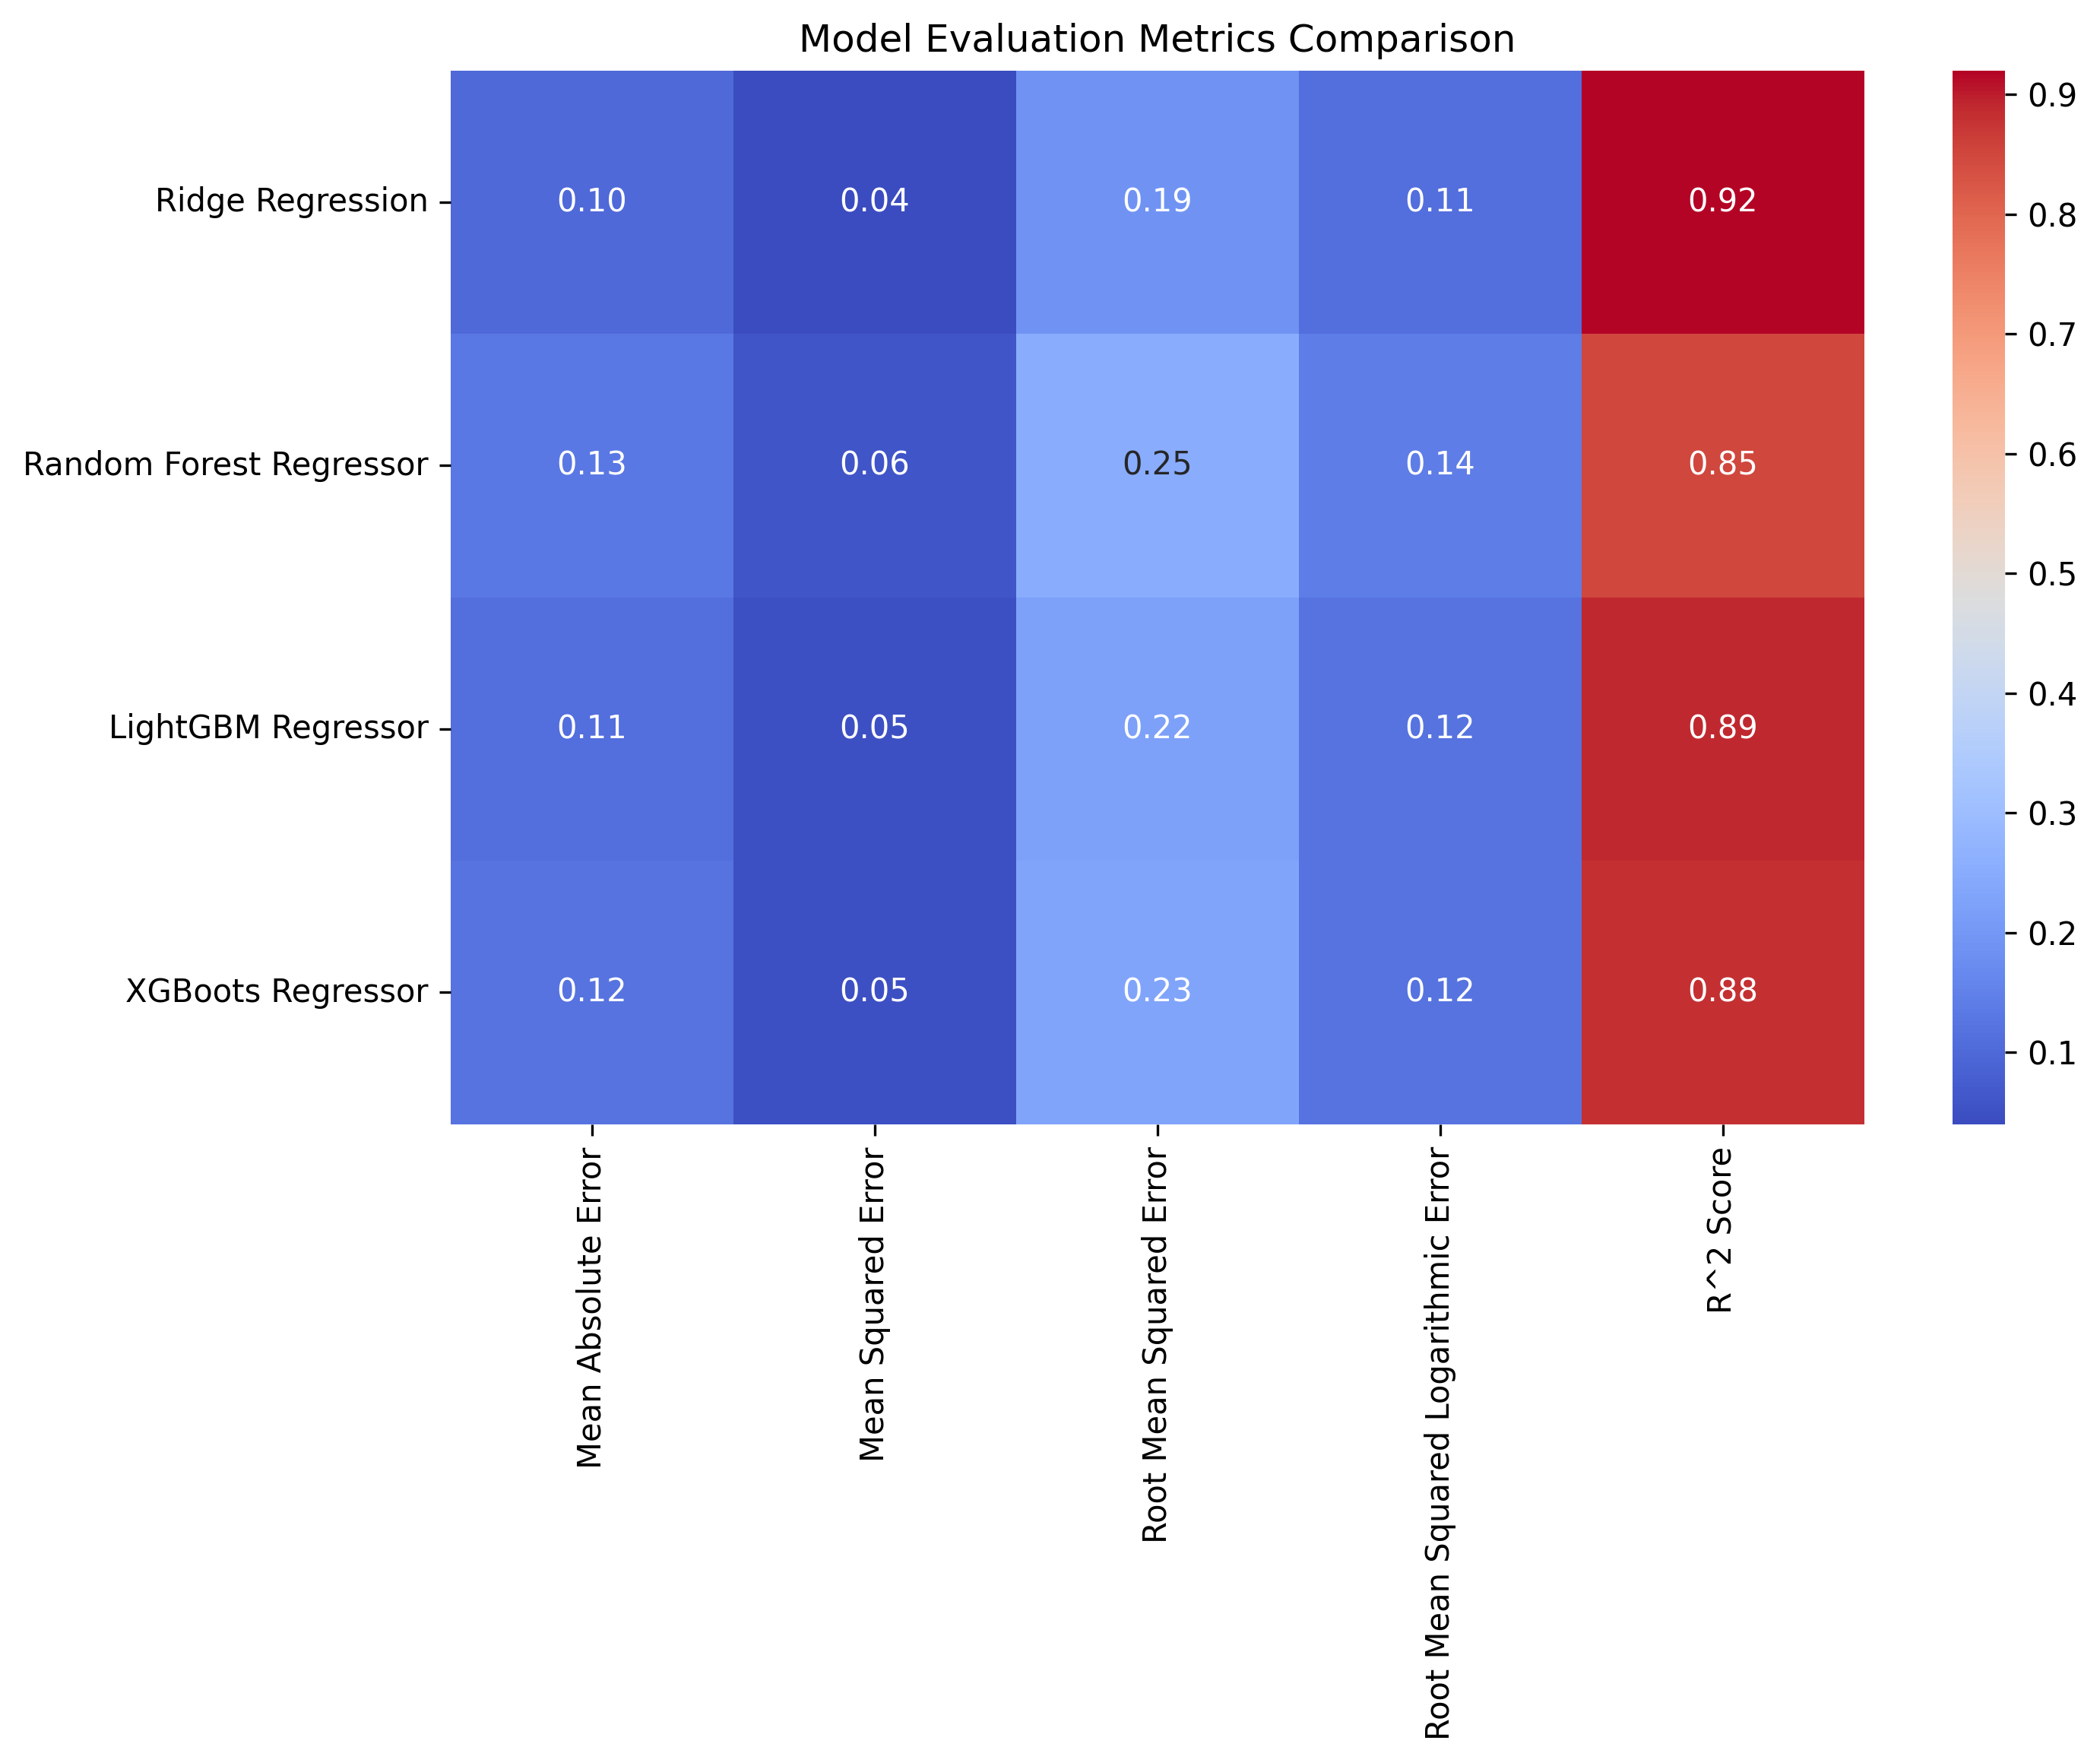 Model Evaluation Metrics Comparison
Ridge Regression
0.10 0.04 0.19 0.11 0.92
Random Forest Regressor
0.13 0.06 0.25 0.14 0.85
LightGBM Regressor
0.11 0.05 0.22 0.12 0.89
XGBoots Regressor
0.12 0.05 0.23 0.12 0.88
Mean Absolute Error
Mean Squared Error
Root Mean Squared Error
Root Mean Squared Logarithmic Error
R^2 Score
0.9
0.8
0.7
0.6
0.5
0.4
0.3
0.2
0.1